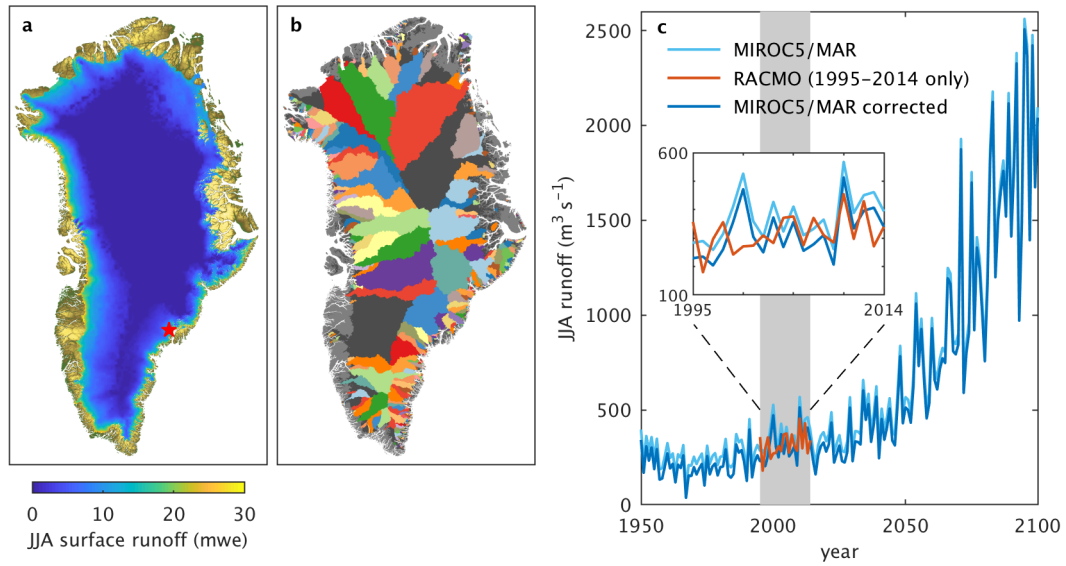 a
b
c
MIROC5/MAR
RACMO (1995–2014 only)
MIROC5/MAR corrected
JJA runoff (m³ s⁻¹)
2500
2000
1500
1000
500
0
600
100
1995
2014
1950
2000
2050
2100
year
0
10
20
30
JJA surface runoff (mwe)